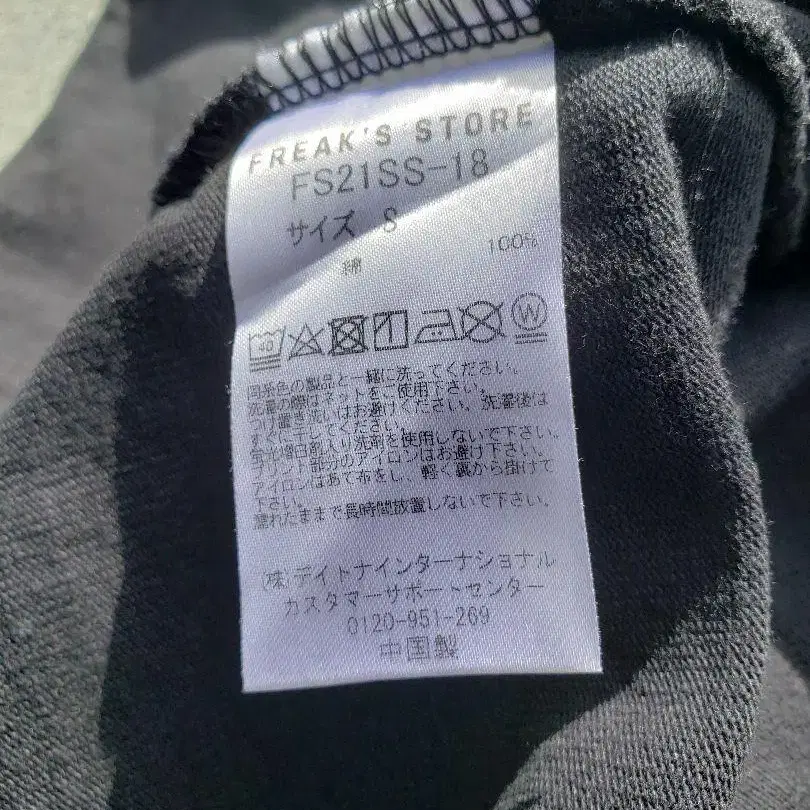 FREAK'S STORE
FS21SS-18
サイズ S
綿 100%
同系色の製品と一緒に洗ってください。
洗濯の際はネットをご使用下さい。
つけ置き洗いはお避けください。洗濯後は
すぐに干してください。
蛍光増白剤入り洗剤を使用しないで下さい。
プリント部分のアイロンはお避け下さい。
アイロンはあて布をし、軽く裏から掛けて
下さい。
濡れたままで長時間放置しないで下さい。
(株)デイトナインターナショナル
カスタマーサポートセンター
0120-951-269
中国製